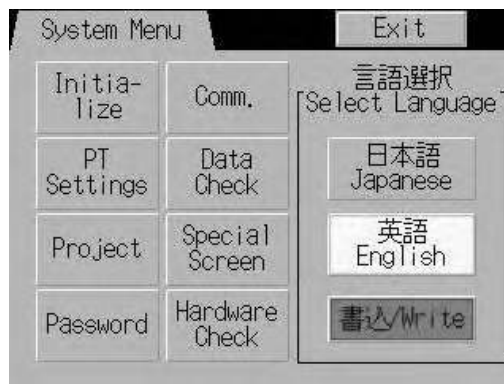 System Menu
Exit
Initia-
lize
Comm.
PT
Settings
Data
Check
Project
Special
Screen
Password
Hardware
Check
言語選択
Select Language
日本語
Japanese
英語
English
書込/Write